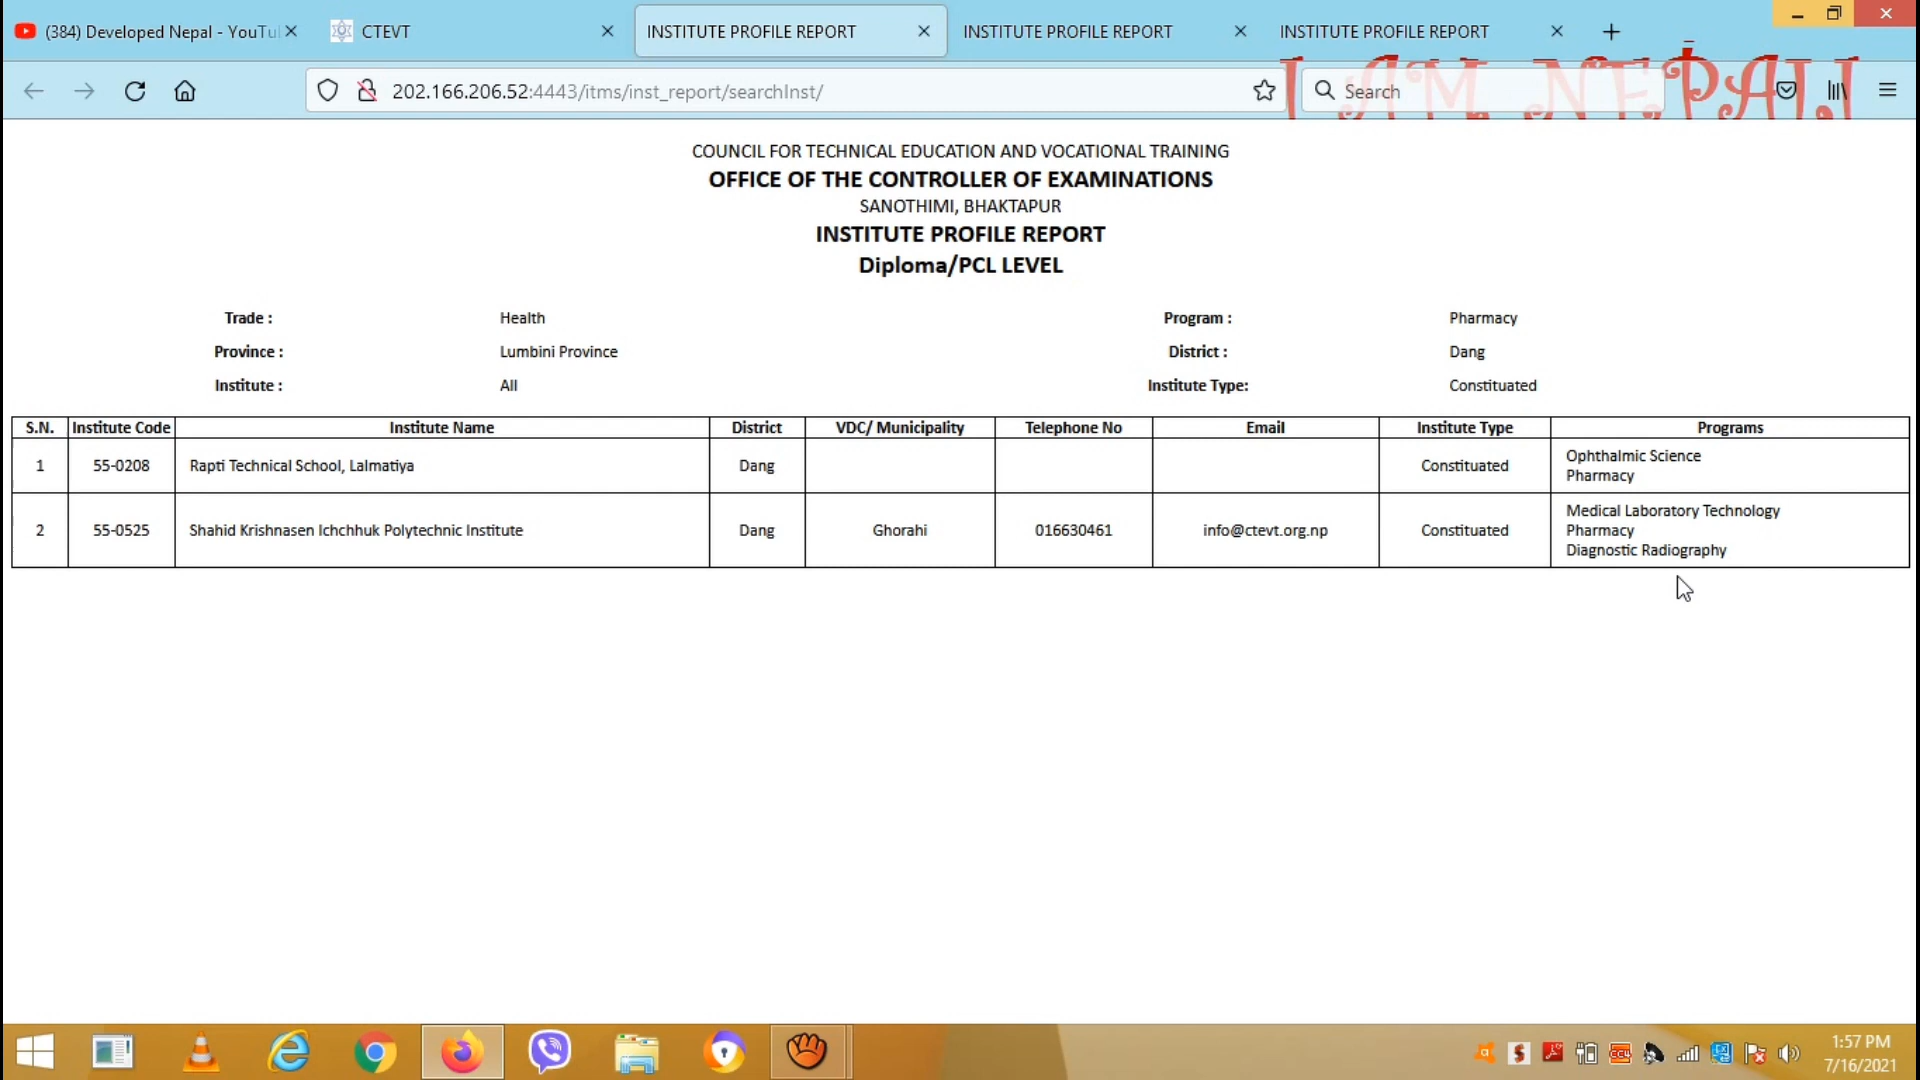 (384) Developed Nepal - YouTu
CTEVT
INSTITUTE PROFILE REPORT
INSTITUTE PROFILE REPORT
INSTITUTE PROFILE REPORT
202.166.206.52:4443/itms/inst_report/searchInst/
Search
I AM NEPALI
COUNCIL FOR TECHNICAL EDUCATION AND VOCATIONAL TRAINING
OFFICE OF THE CONTROLLER OF EXAMINATIONS
SANOTHIMI, BHAKTAPUR
INSTITUTE PROFILE REPORT
Diploma/PCL LEVEL
Trade : Health Program : Pharmacy
Province : Lumbini Province District : Dang
Institute : All Institute Type: Constituated
S.N. Institute Code Institute Name District VDC/ Municipality Telephone No Email Institute Type Programs
1 55-0208 Rapti Technical School, Lalmatiya Dang Constituated Ophthalmic Science
Pharmacy
2 55-0525 Shahid Krishnasen Ichchhuk Polytechnic Institute Dang Ghorahi 016630461 info@ctevt.org.np Constituated Medical Laboratory Technology
Pharmacy
Diagnostic Radiography
1:57 PM
7/16/2021